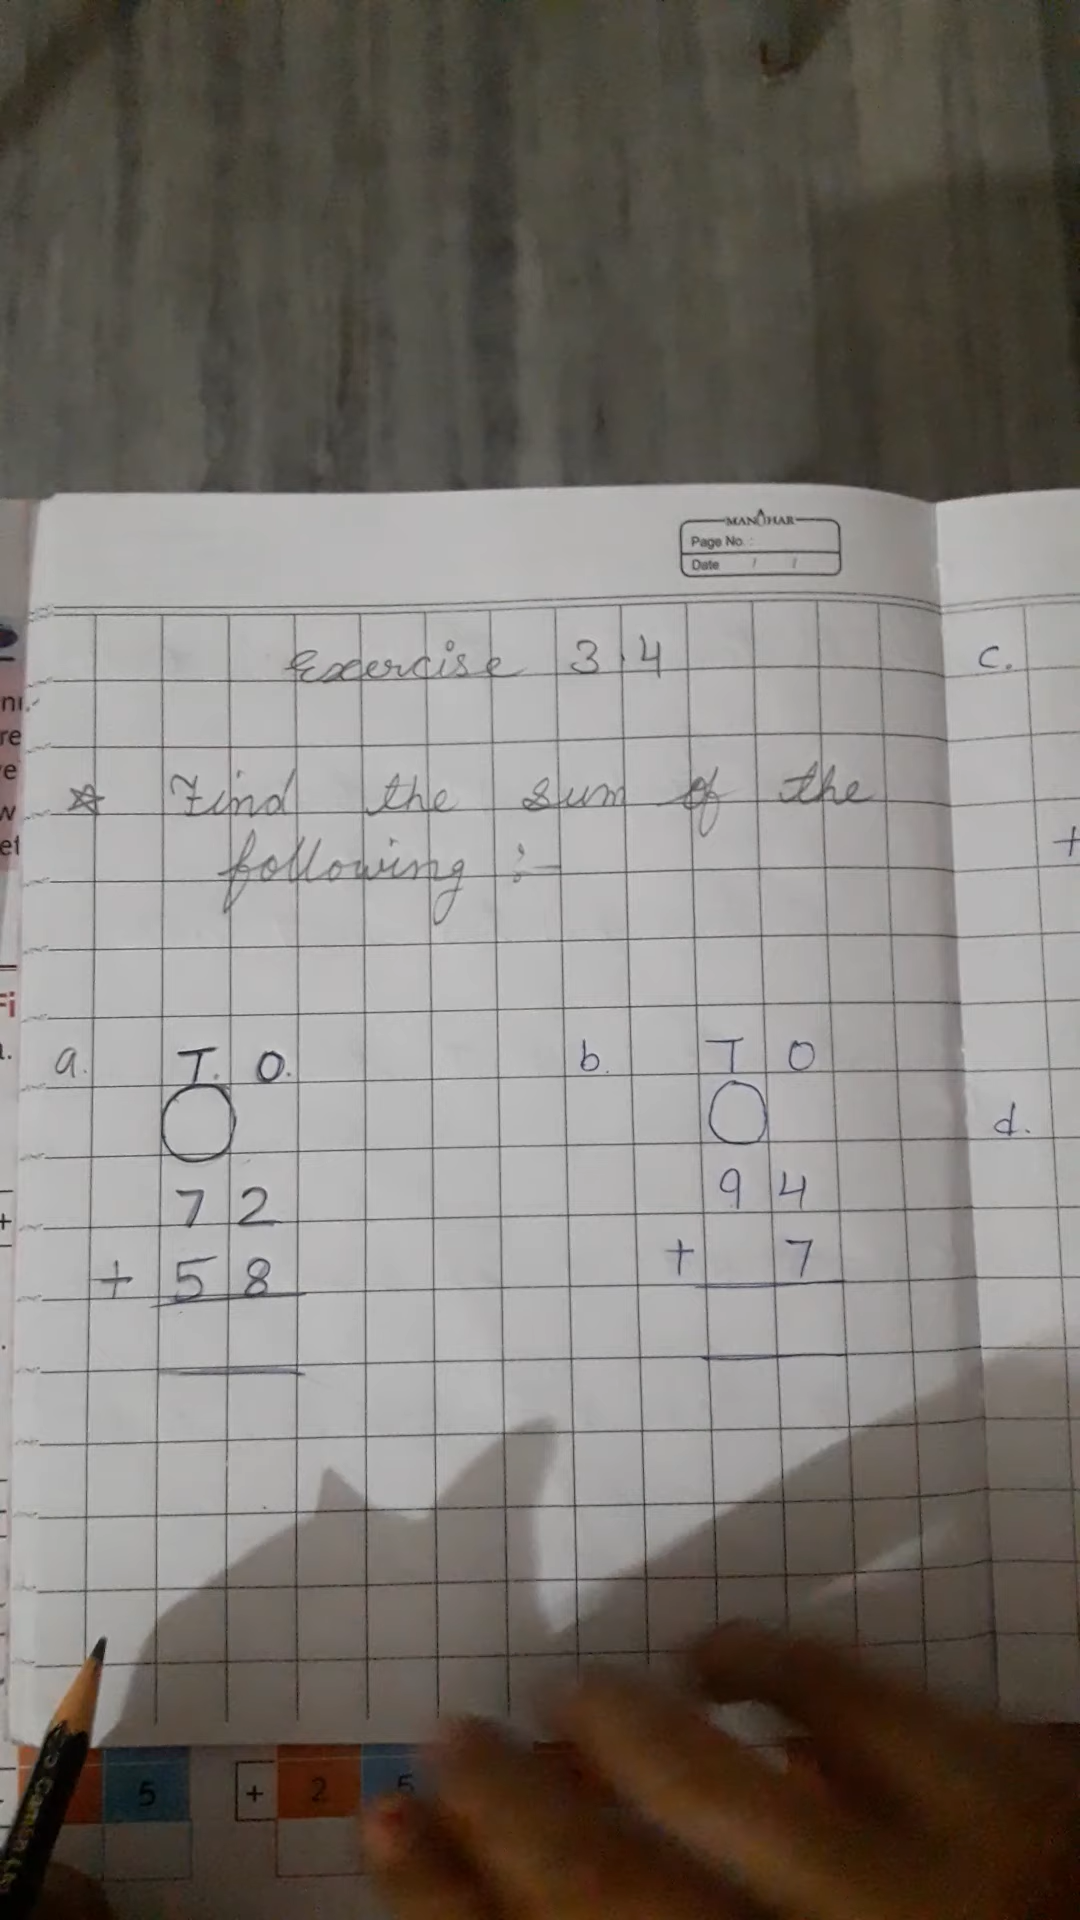 MANOHAR
Page No. :
Date / /
Exercise 3.4
c.
☆ Find the sum of the
following :-
+
a. T. O.
b. T O
d.
7 2
9 4
+ 5 8
+ 7
5 + 2 5